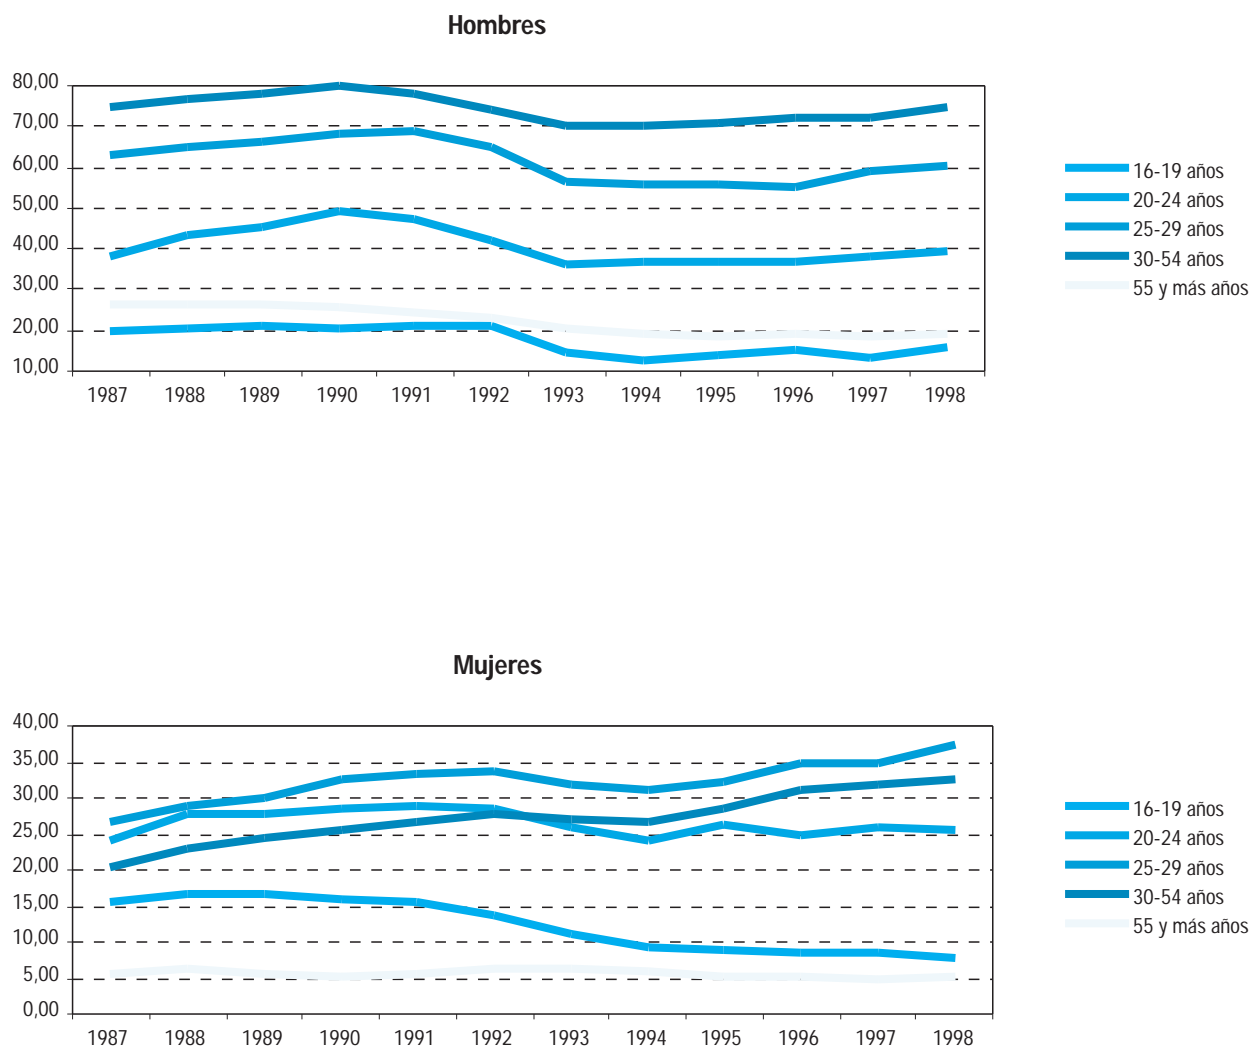 Hombres
80,00
70,00
60,00
50,00
40,00
30,00
20,00
10,00
1987 1988 1989 1990 1991 1992 1993 1994 1995 1996 1997 1998
16-19 años
20-24 años
25-29 años
30-54 años
55 y más años
Mujeres
40,00
35,00
30,00
25,00
20,00
15,00
10,00
5,00
0,00
1987 1988 1989 1990 1991 1992 1993 1994 1995 1996 1997 1998
16-19 años
20-24 años
25-29 años
30-54 años
55 y más años